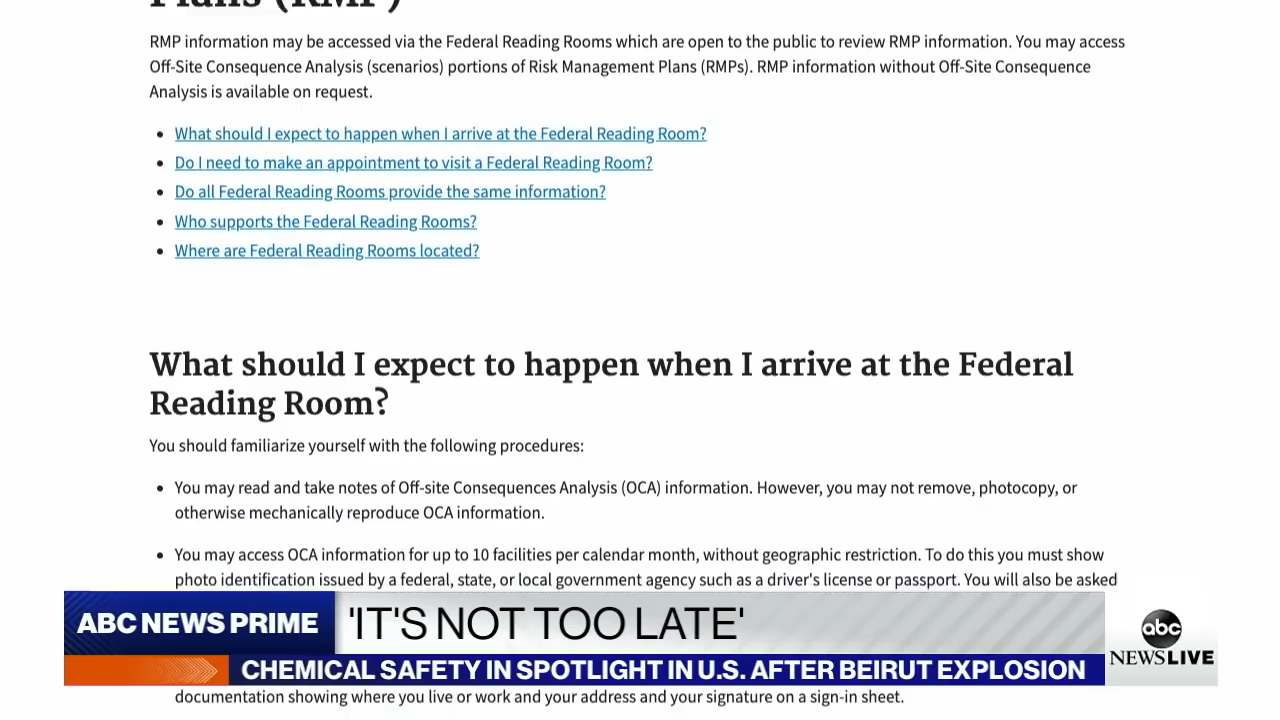 Plans (RMP)
RMP information may be accessed via the Federal Reading Rooms which are open to the public to review RMP information. You may access
Off-Site Consequence Analysis (scenarios) portions of Risk Management Plans (RMPs). RMP information without Off-Site Consequence
Analysis is available on request.
• What should I expect to happen when I arrive at the Federal Reading Room?
• Do I need to make an appointment to visit a Federal Reading Room?
• Do all Federal Reading Rooms provide the same information?
• Who supports the Federal Reading Rooms?
• Where are Federal Reading Rooms located?
What should I expect to happen when I arrive at the Federal
Reading Room?
You should familiarize yourself with the following procedures:
• You may read and take notes of Off-site Consequences Analysis (OCA) information. However, you may not remove, photocopy, or
otherwise mechanically reproduce OCA information.
• You may access OCA information for up to 10 facilities per calendar month, without geographic restriction. To do this you must show
photo identification issued by a federal, state, or local government agency such as a driver's license or passport. You will also be asked
ABC NEWS PRIME
'IT'S NOT TOO LATE'
CHEMICAL SAFETY IN SPOTLIGHT IN U.S. AFTER BEIRUT EXPLOSION
abc
NEWSLIVE
documentation showing where you live or work and your address and your signature on a sign-in sheet.